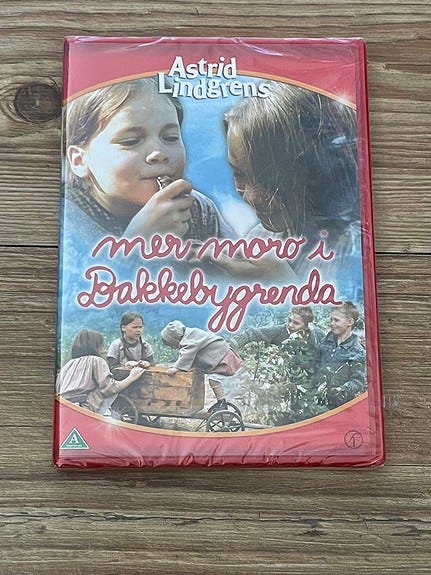 Astrid
Lindgrens
mer moro i
Bakkebygrenda
A